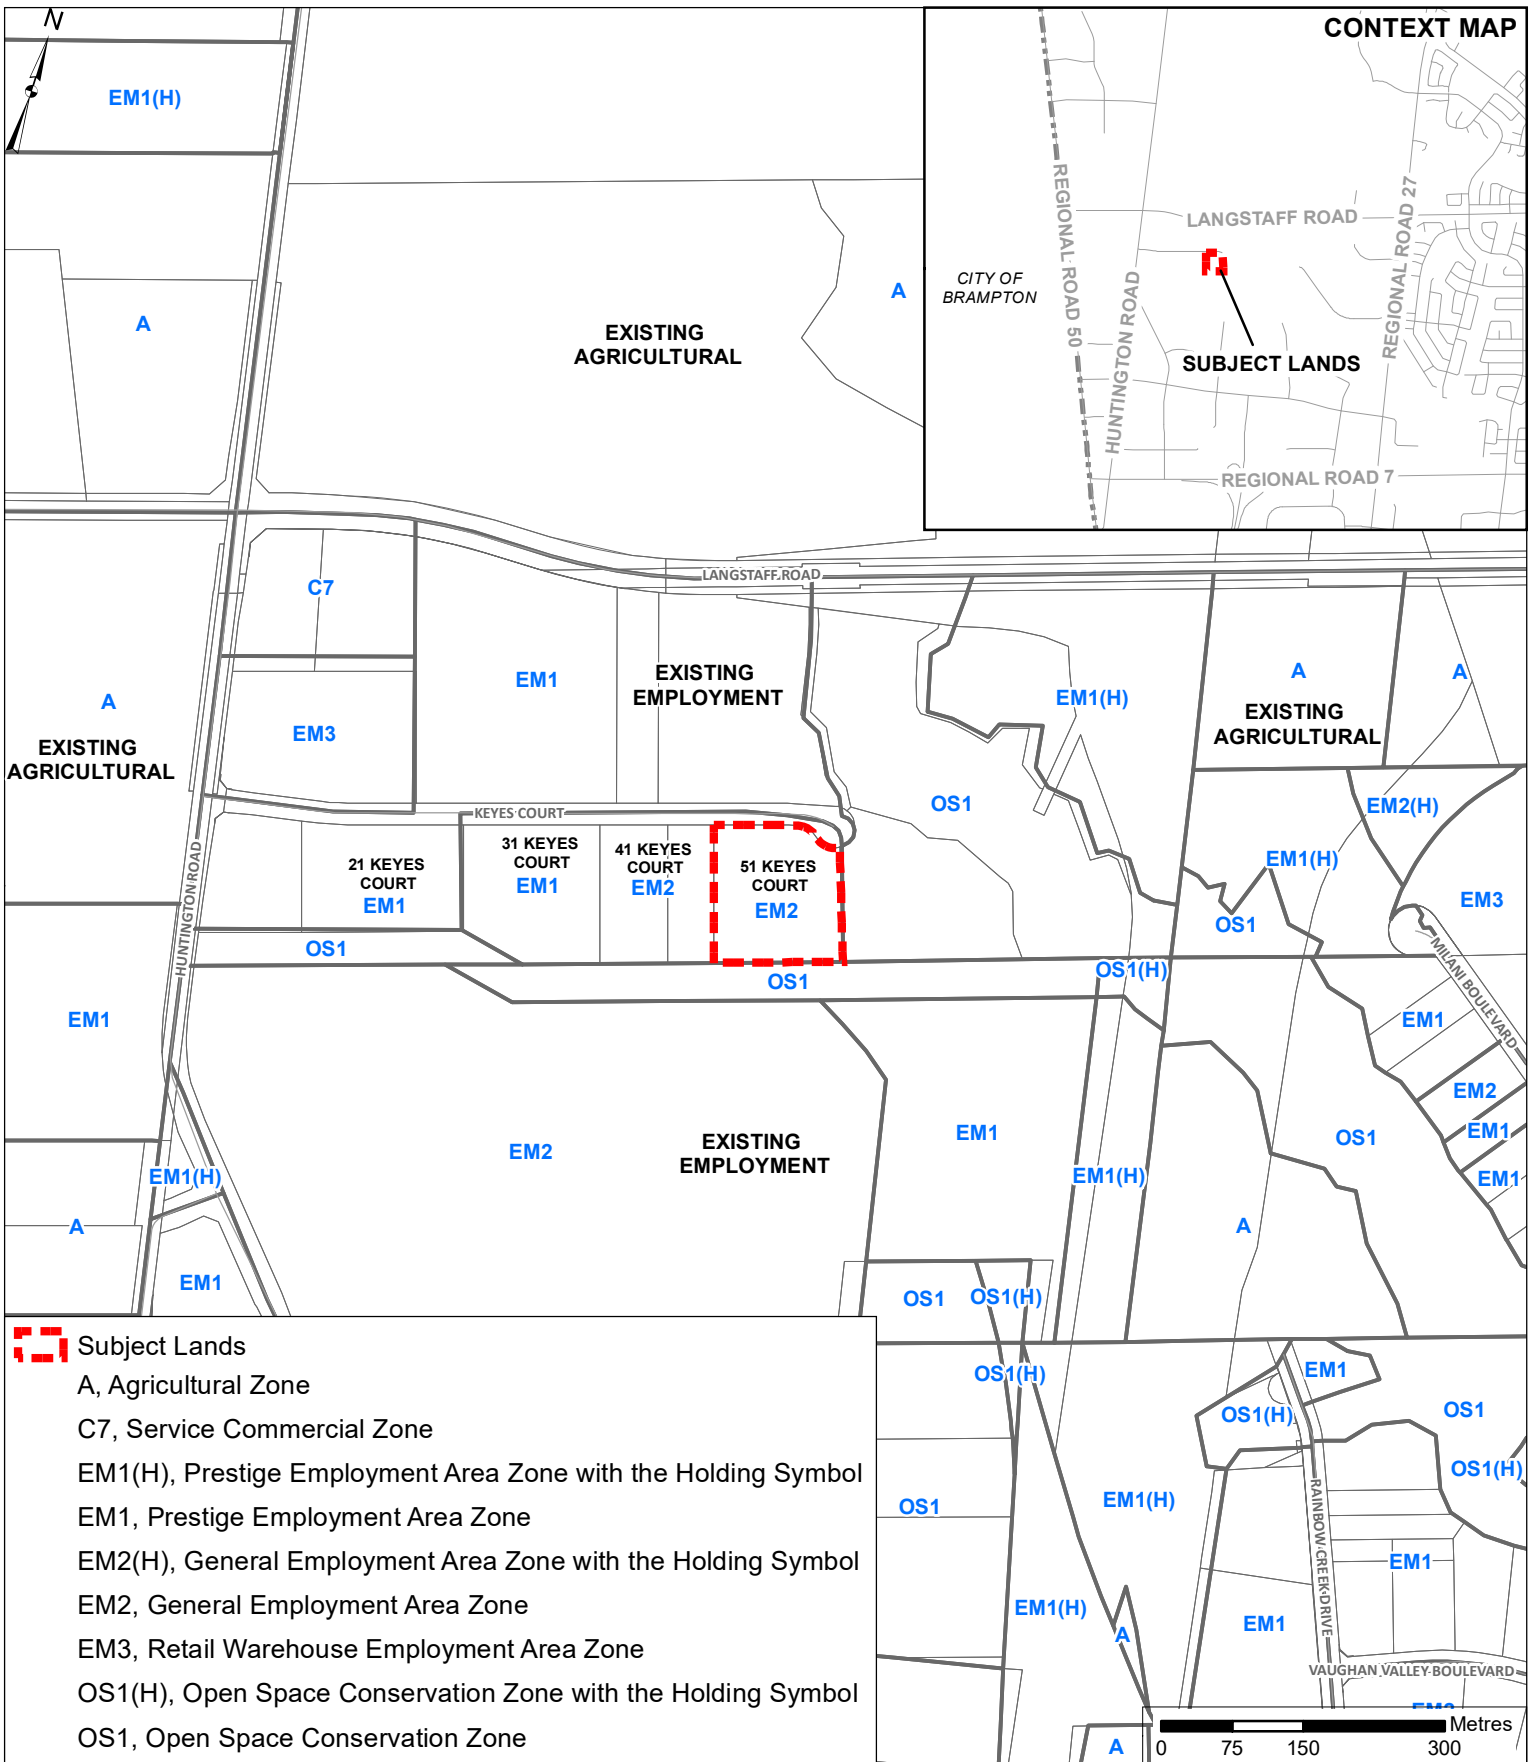 N
CONTEXT MAP
REGIONAL ROAD 50
LANGSTAFF ROAD
REGIONAL ROAD 27
CITY OF
BRAMPTON
HUNTINGTON ROAD
SUBJECT LANDS
REGIONAL ROAD 7
EM1(H)
A
A
EXISTING
AGRICULTURAL
LANGSTAFF ROAD
C7
EM1
EXISTING
EMPLOYMENT
EM1(H)
A
A
EXISTING
AGRICULTURAL
A
EXISTING
AGRICULTURAL
EM3
OS1
EM2(H)
KEYES COURT
HUNTINGTON ROAD
21 KEYES
COURT
EM1
31 KEYES
COURT
EM1
41 KEYES
COURT
EM2
51 KEYES
COURT
EM2
EM1(H)
EM3
OS1
OS1
OS1
OS1(H)
MILANI BOULEVARD
EM1
EM1
EM2
EM1
EM1
EM2
EXISTING
EMPLOYMENT
EM1
OS1
EM1(H)
EM1(H)
A
A
EM1
OS1
OS1(H)
OS1(H)
EM1
OS1(H)
OS1
OS1(H)
OS1
EM1(H)
RAINBOW CREEK DRIVE
EM1
EM1(H)
EM1
A
VAUGHAN VALLEY BOULEVARD
A
Subject Lands
A, Agricultural Zone
C7, Service Commercial Zone
EM1(H), Prestige Employment Area Zone with the Holding Symbol
EM1, Prestige Employment Area Zone
EM2(H), General Employment Area Zone with the Holding Symbol
EM2, General Employment Area Zone
EM3, Retail Warehouse Employment Area Zone
OS1(H), Open Space Conservation Zone with the Holding Symbol
OS1, Open Space Conservation Zone
Metres
0 75 150 300